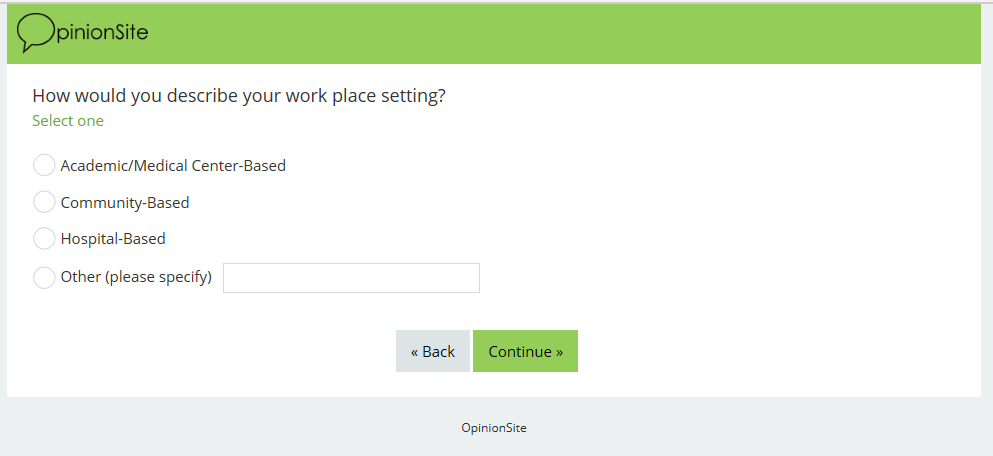 OpinionSite
How would you describe your work place setting?
Select one
Academic/Medical Center-Based
Community-Based
Hospital-Based
Other (please specify)
« Back Continue »
OpinionSite